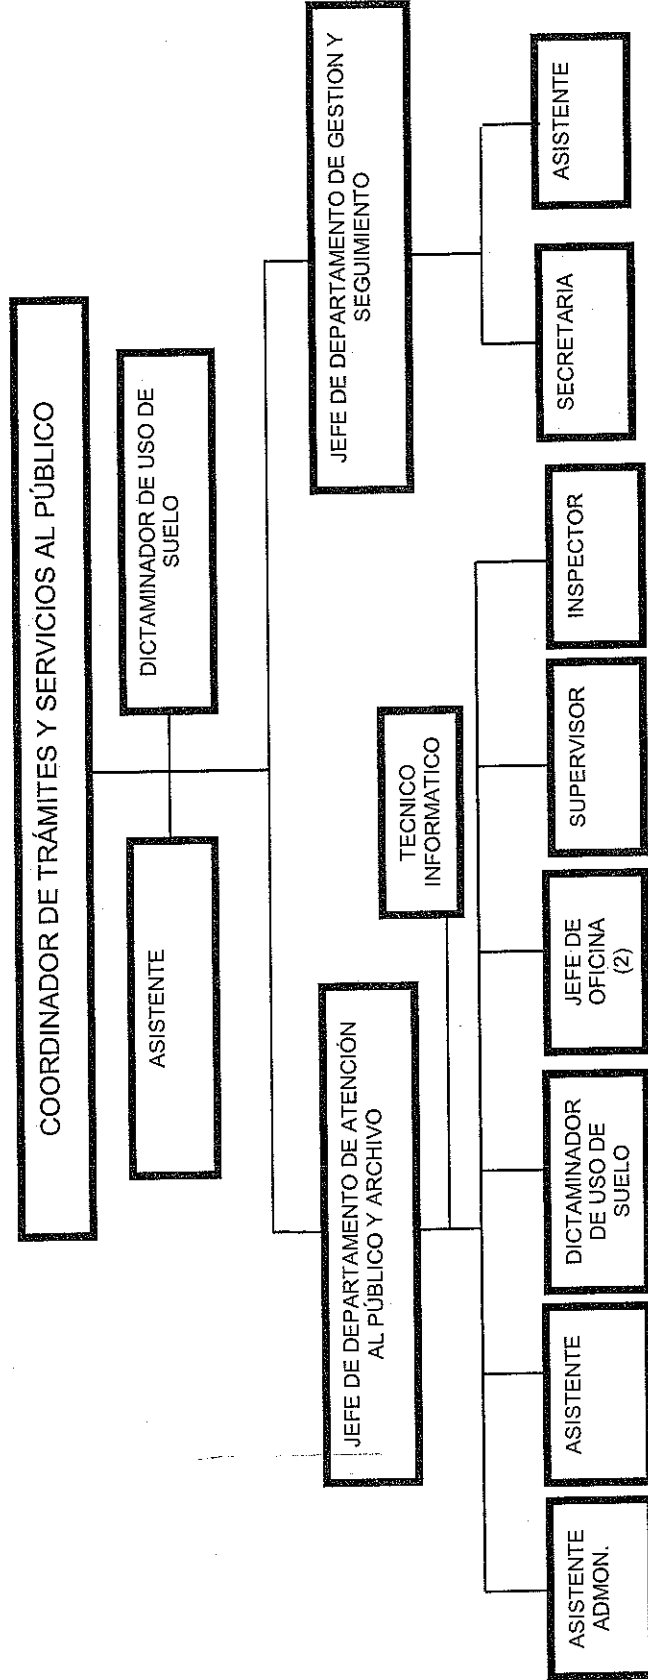 COORDINADOR DE TRÁMITES Y SERVICIOS AL PÚBLICO
ASISTENTE
DICTAMINADOR DE USO DE
SUELO
JEFE DE DEPARTAMENTO DE ATENCIÓN
AL PÚBLICO Y ARCHIVO
JEFE DE DEPARTAMENTO DE GESTION Y
SEGUIMIENTO
TECNICO
INFORMATICO
ASISTENTE
ADMON.
ASISTENTE
DICTAMINADOR
DE USO DE
SUELO
JEFE DE
OFICINA
(2)
SUPERVISOR
INSPECTOR
SECRETARIA
ASISTENTE